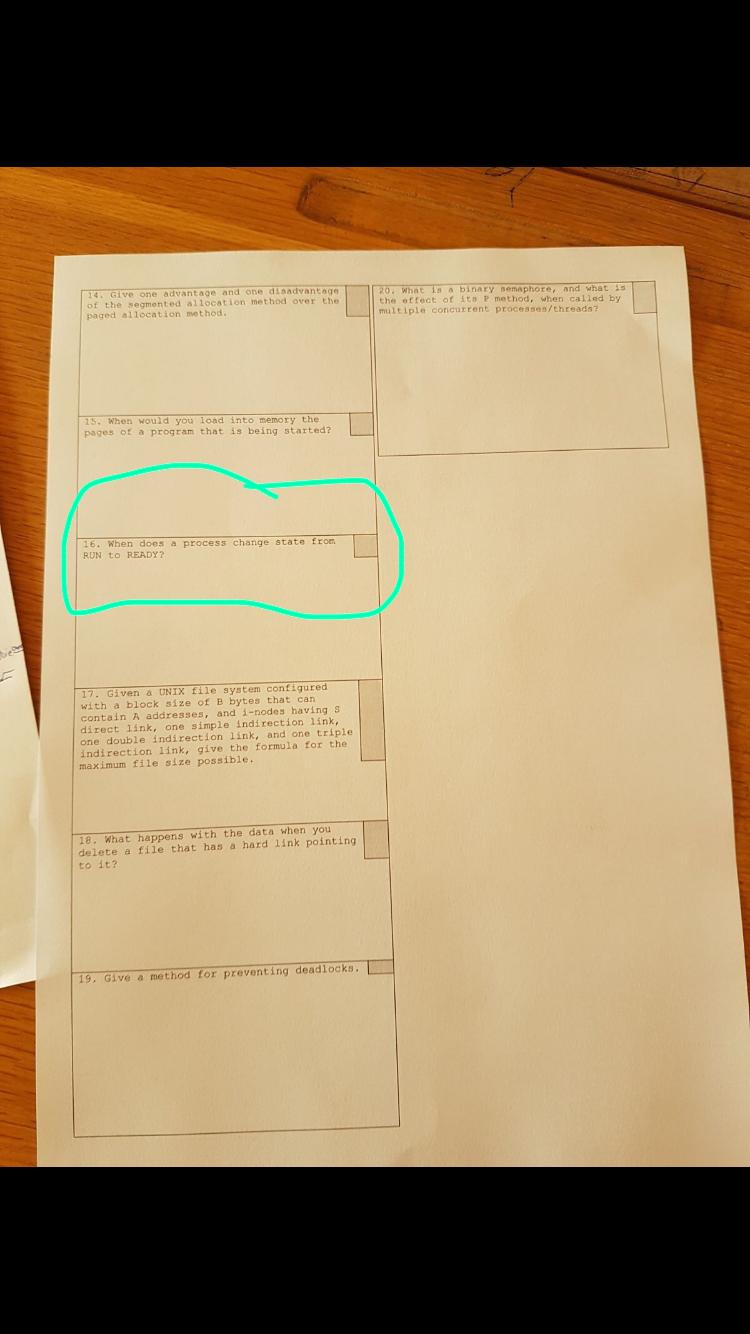 14. Give one advantage and one disadvantage
of the segmented allocation method over the
paged allocation method.
15. When would you load into memory the
pages of a program that is being started?
16. When does a process change state from
RUN to READY?
17. Given a UNIX file system configured
with a block size of B bytes that can
contain A addresses, and i-nodes having S
direct link, one simple indirection link,
one double indirection link, and one triple
indirection link, give the formula for the
maximum file size possible.
18. What happens with the data when you
delete a file that has a hard link pointing
to it?
19. Give a method for preventing deadlocks.
20. What is a binary semaphore, and what is
the effect of its P method, when called by
multiple concurrent processes/threads?